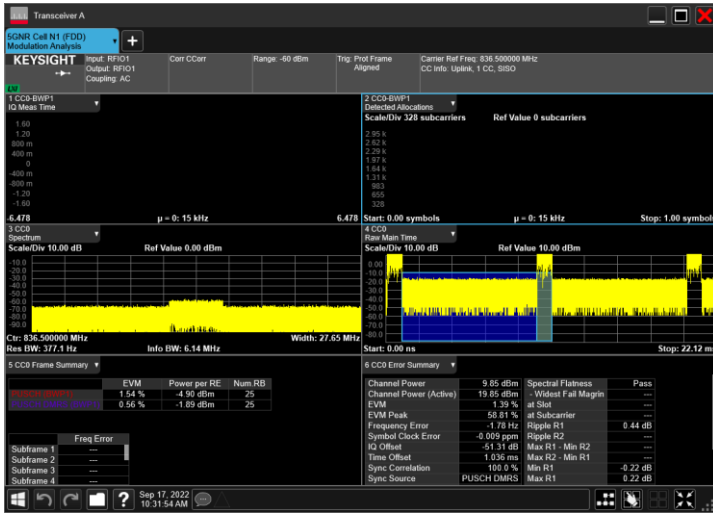 Transceiver A
5GNR Cell N1 (FDD)
Modulation Analysis
KEYSIGHT
LXI
Input: RFIO1
Output: RFIO1
Coupling: AC
Corr CCorr
Range: -60 dBm
Trig: Prot Frame
Aligned
Carrier Ref Freq: 836.500000 MHz
CC Info: Uplink, 1 CC, SISO
1 CC0-BWP1
IQ Meas Time
1.60
1.20
800 m
400 m
0
-400 m
-800 m
-1.20
-1.60
-6.478 µ = 0: 15 kHz 6.478
2 CC0-BWP1
Detected Allocations
Scale/Div 328 subcarriers Ref Value 0 subcarriers
2.95 k
2.62 k
2.29 k
1.97 k
1.64 k
1.31 k
983
655
328
Start: 0.00 symbols µ = 0: 15 kHz Stop: 1.00 symbols
3 CC0
Spectrum
Scale/Div 10.00 dB Ref Value 0.00 dBm
-10.0
-20.0
-30.0
-40.0
-50.0
-60.0
-70.0
-80.0
-90.0
Ctr: 836.500000 MHz Width: 27.65 MHz
Res BW: 377.1 Hz Info BW: 6.14 MHz
4 CC0
Raw Main Time
Scale/Div 10.00 dB Ref Value 10.00 dBm
0.00
-10.0
-20.0
-30.0
-40.0
-50.0
-60.0
-70.0
-80.0
Start: 0.00 ns Stop: 22.12 ms
5 CC0 Frame Summary
EVM Power per RE Num.RB
1.54 % -4.90 dBm 25
0.56 % -1.89 dBm 25
Freq Error
Subframe 1 ---
Subframe 2 ---
Subframe 3 ---
Subframe 4 ---
6 CC0 Error Summary
Channel Power 9.85 dBm Spectral Flatness Pass
Channel Power (Active) 19.85 dBm - Widest Fail Magrin ---
EVM 1.39 % at Slot ---
EVM Peak 58.81 % at Subcarrier ---
Frequency Error -1.78 Hz Ripple R1 0.44 dB
Symbol Clock Error -0.009 ppm Ripple R2 ---
IQ Offset -51.31 dB Max R1 - Min R2 ---
Time Offset 1.036 ms Max R2 - Min R1 ---
Sync Correlation 100.0 % Min R1 -0.22 dB
Sync Source PUSCH DMRS Max R1 0.22 dB
Sep 17, 2022
10:31:54 AM